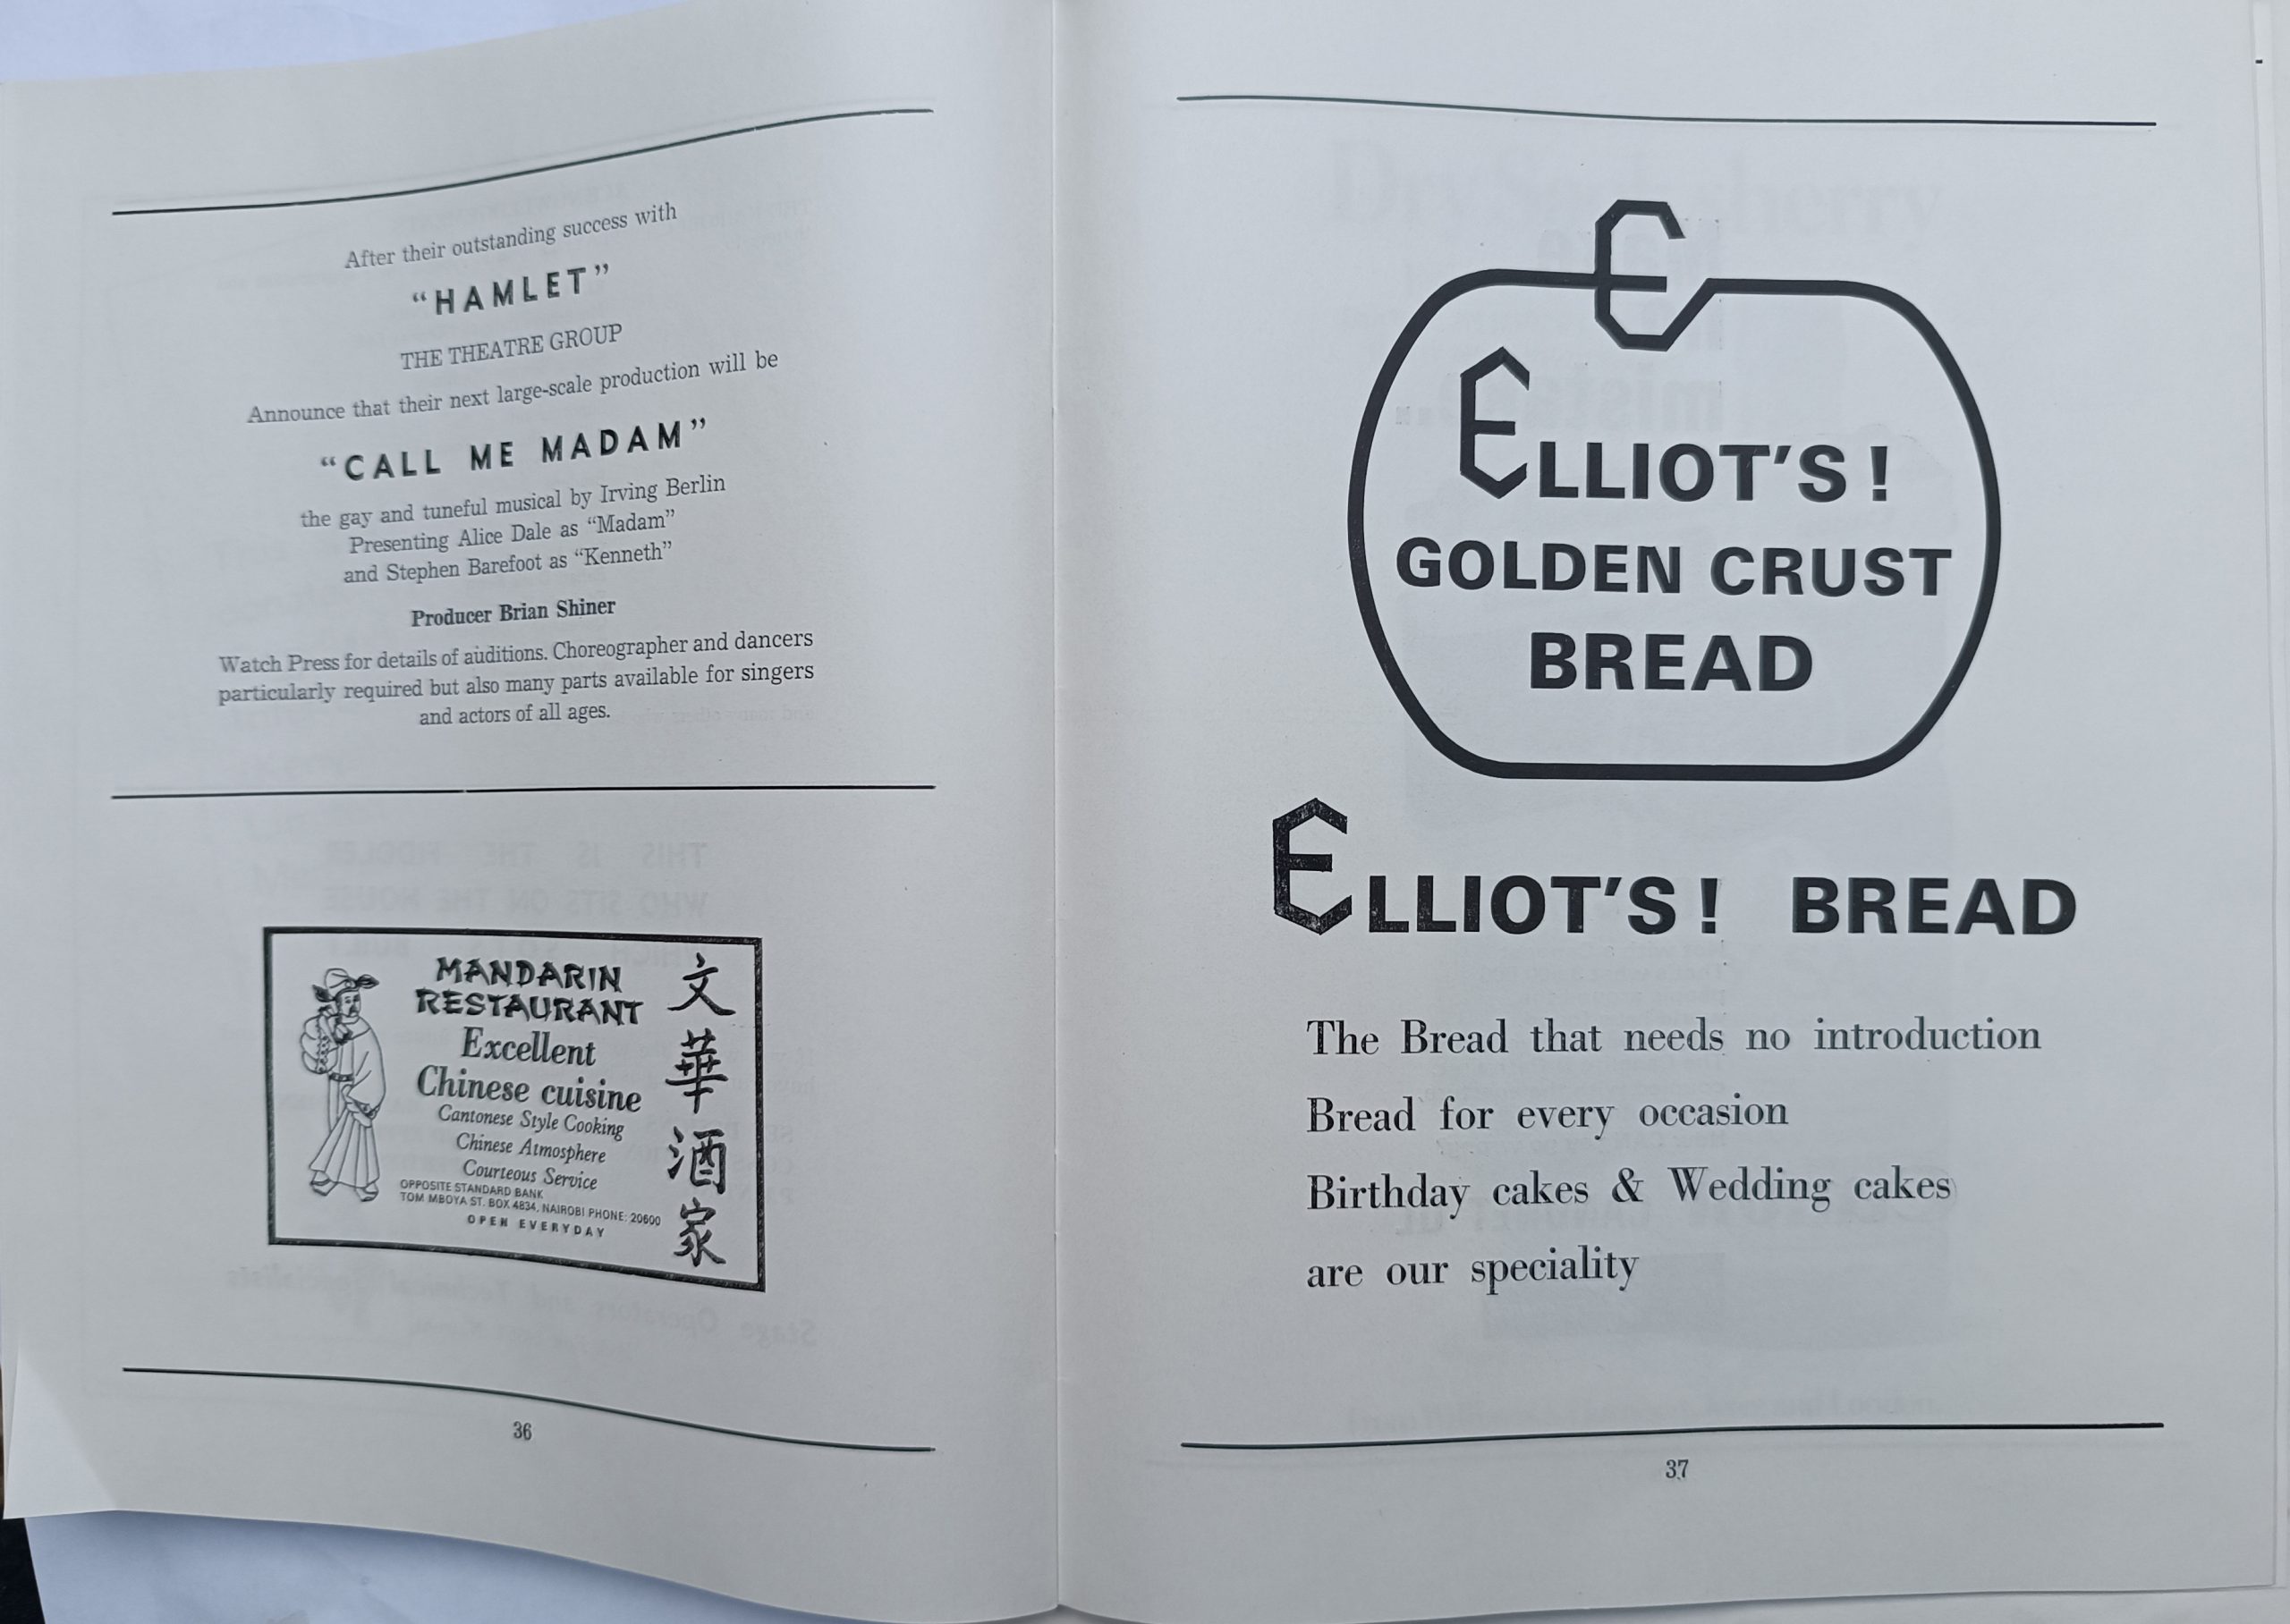 After their outstanding success with
“HAMLET”
THE THEATRE GROUP
Announce that their next large-scale production will be
“CALL ME MADAM”
the gay and tuneful musical by Irving Berlin
Presenting Alice Dale as “Madam”
and Stephen Barefoot as “Kenneth”
Producer Brian Shiner
Watch Press for details of auditions. Choreographer and dancers
particularly required but also many parts available for singers
and actors of all ages.
MANDARIN
RESTAURANT
Excellent
Chinese cuisine
Cantonese Style Cooking
Chinese Atmosphere
Courteous Service
OPPOSITE STANDARD BANK
TOM MBOYA ST. BOX 4834, NAIROBI PHONE: 20600
OPEN EVERYDAY
文華酒家
36
E
ELLIOT’S!
GOLDEN CRUST
BREAD
ELLIOT’S! BREAD
The Bread that needs no introduction
Bread for every occasion
Birthday cakes & Wedding cakes
are our speciality
37